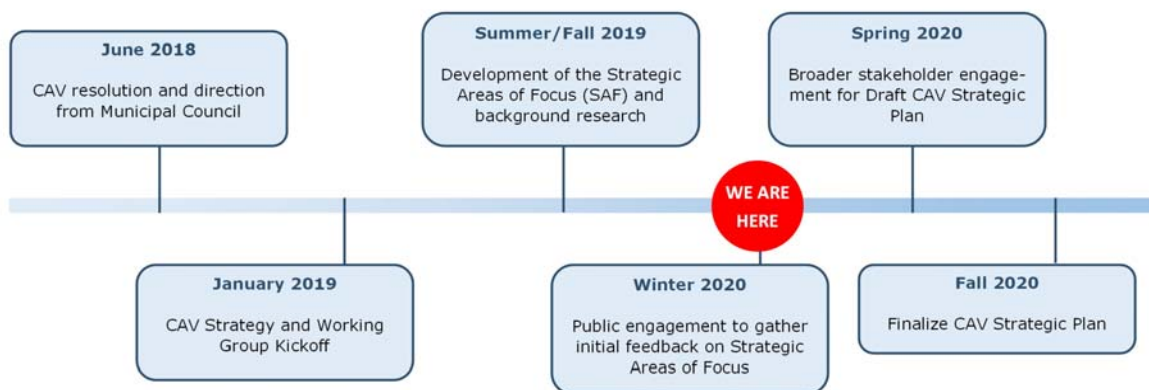 June 2018
CAV resolution and direction
from Municipal Council
January 2019
CAV Strategy and Working
Group Kickoff
Summer/Fall 2019
Development of the Strategic
Areas of Focus (SAF) and
background research
WE ARE
HERE
Winter 2020
Public engagement to gather
initial feedback on Strategic
Areas of Focus
Spring 2020
Broader stakeholder engage-
ment for Draft CAV Strategic
Plan
Fall 2020
Finalize CAV Strategic Plan